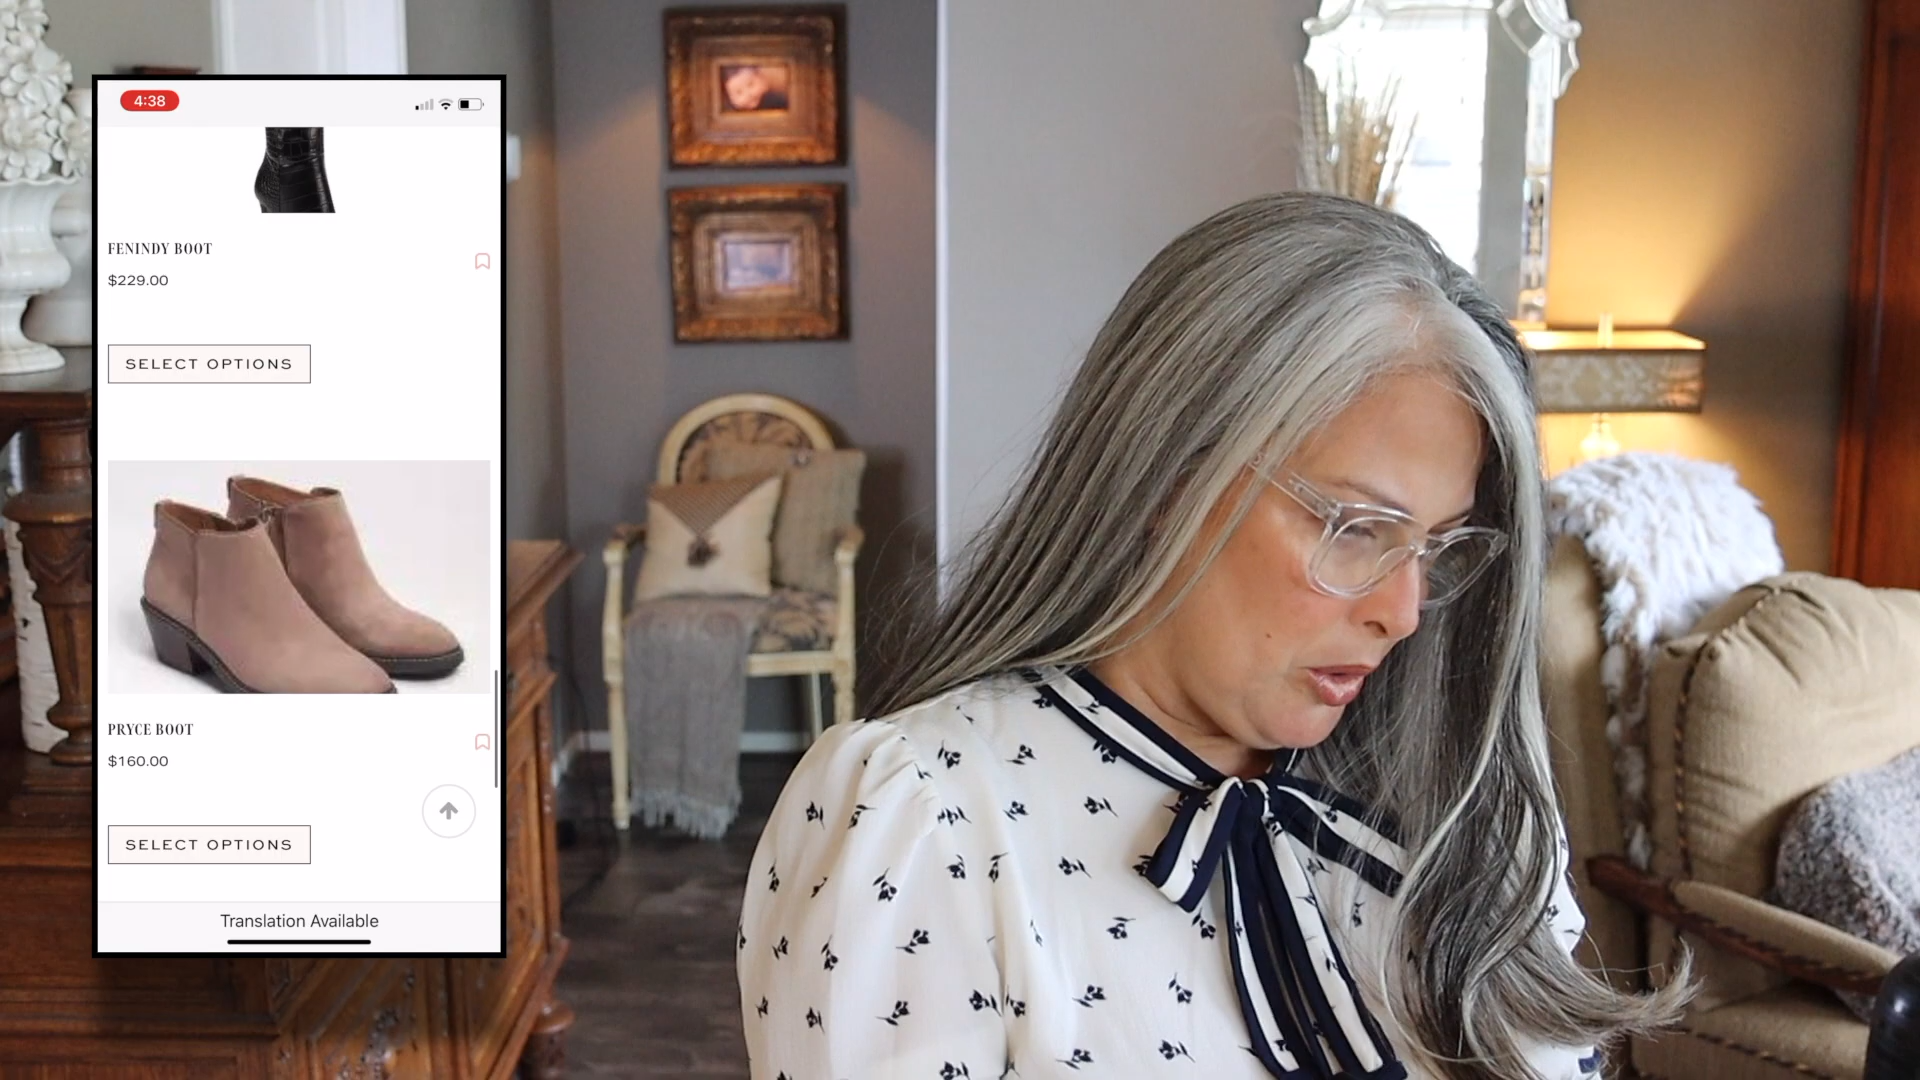 4:38
FENINDY BOOT
$229.00
SELECT OPTIONS
PRYCE BOOT
$160.00
SELECT OPTIONS
Translation Available